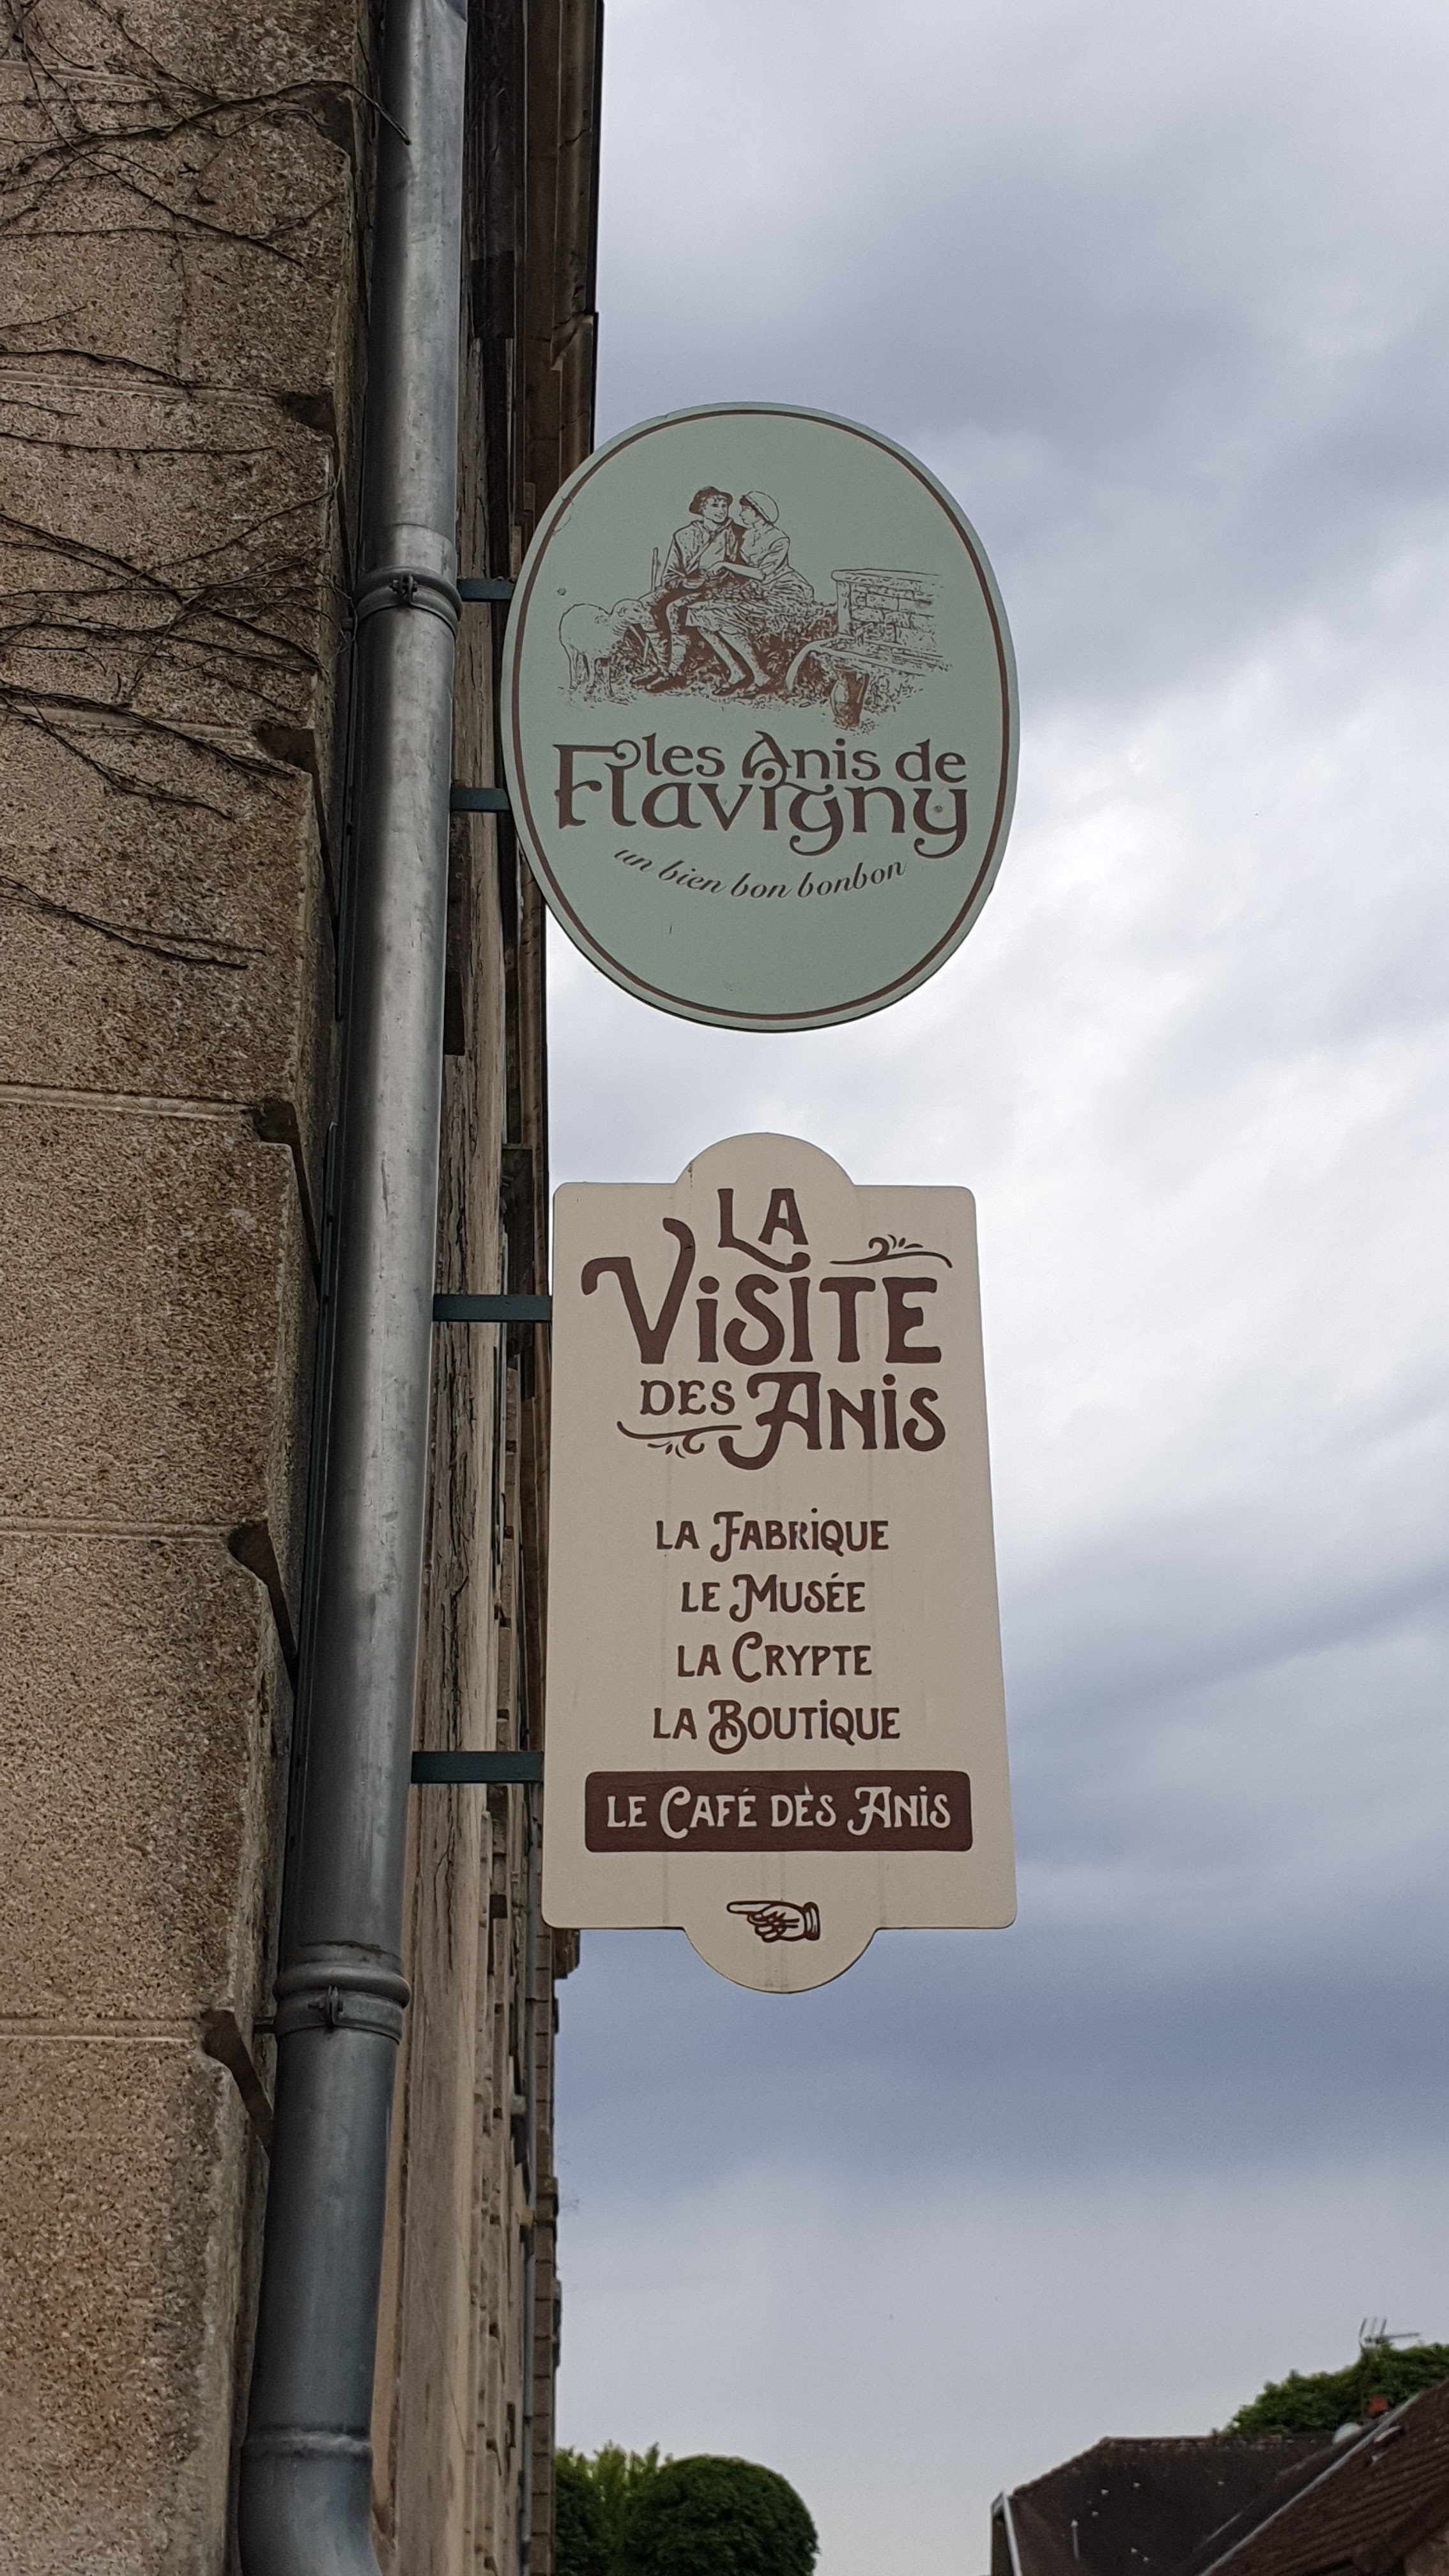 les Anis de
Flavigny
un bien bon bonbon
LA
ViSiTE
DES ANiS
LA FABRiQUE
LE MUSÉE
LA CRYPTE
LA BOUTiQUE
LE CAFÉ DES ANiS